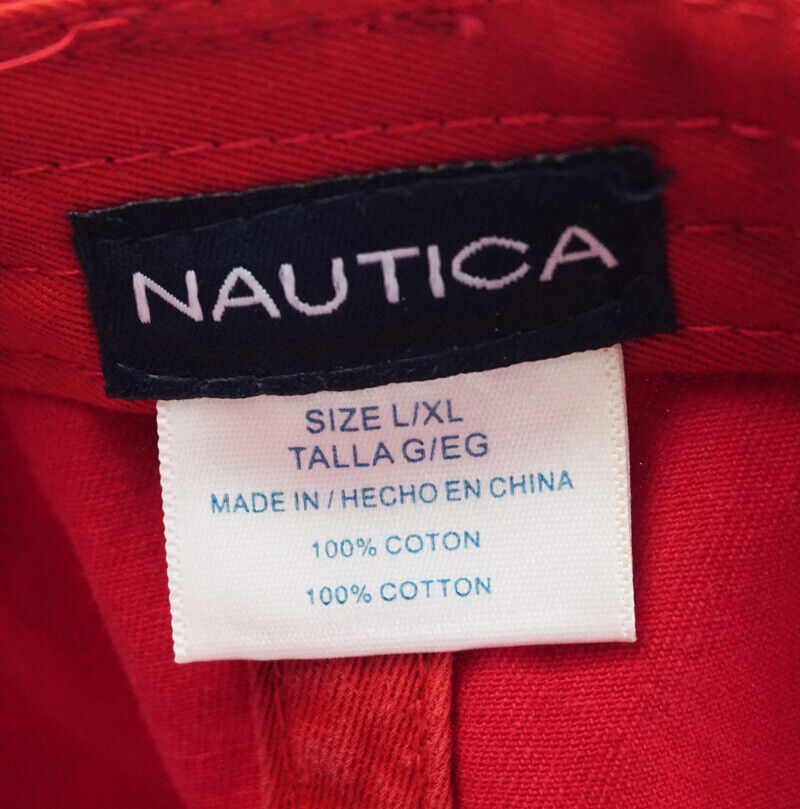 NAUTICA
SIZE L/XL
TALLA G/EG
MADE IN / HECHO EN CHINA
100% COTON
100% COTTON